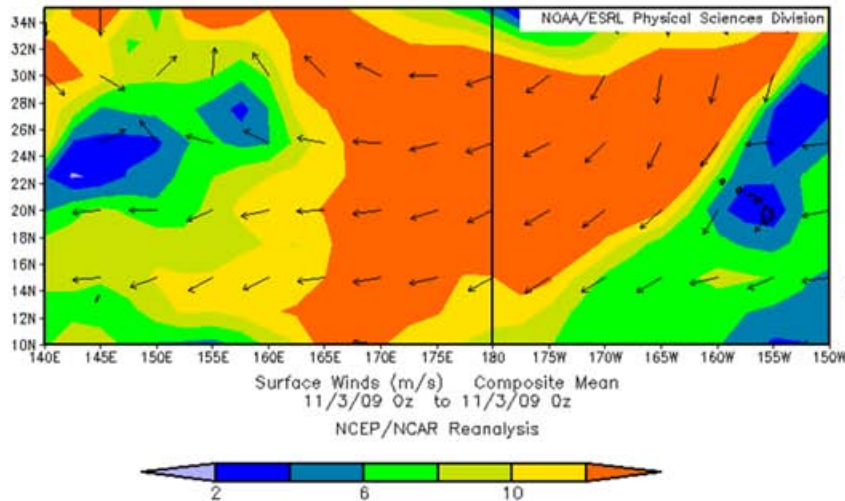 NOAA/ESRL Physical Sciences Division
34N
32N
30N
28N
26N
24N
22N
20N
18N
16N
14N
12N
10N
140E 145E 150E 155E 160E 165E 170E 175E 180 175W 170W 165W 160W 155W 150W
Surface Winds (m/s) Composite Mean
11/3/09 0z to 11/3/09 0z
NCEP/NCAR Reanalysis
2 6 10